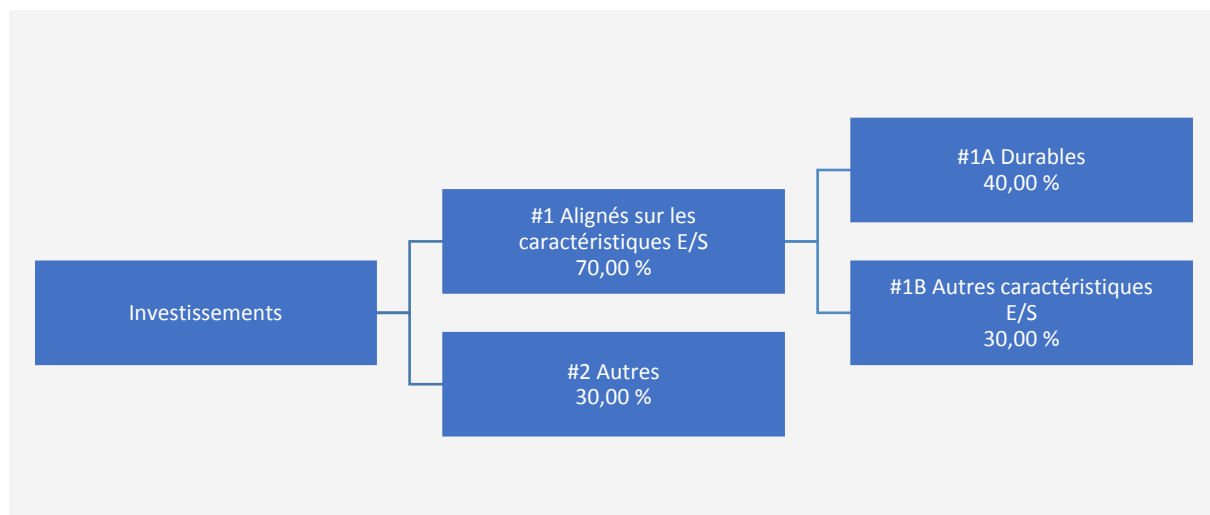 Investissements
#1 Alignés sur les
caractéristiques E/S
70,00 %
#2 Autres
30,00 %
#1A Durables
40,00 %
#1B Autres caractéristiques
E/S
30,00 %